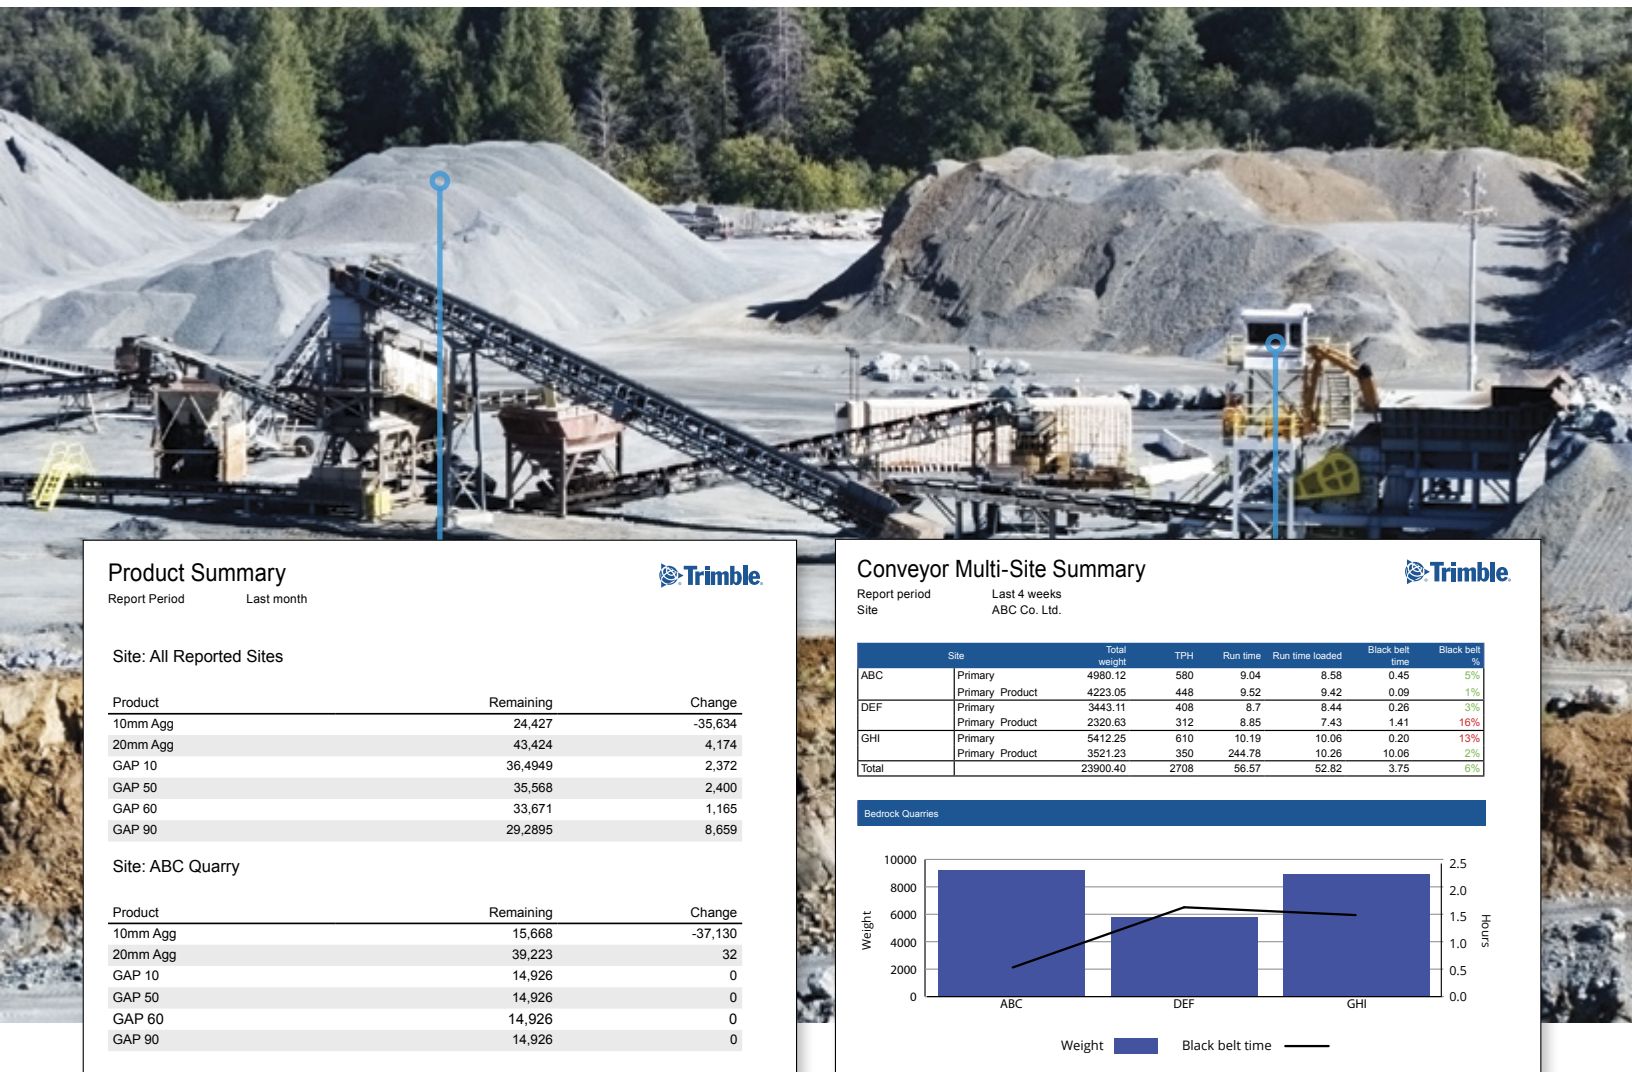 Product Summary
Trimble
Report Period Last month
Site: All Reported Sites
Product Remaining Change
10mm Agg 24,427 -35,634
20mm Agg 43,424 4,174
GAP 10 36,4949 2,372
GAP 50 35,568 2,400
GAP 60 33,671 1,165
GAP 90 29,2895 8,659
Site: ABC Quarry
Product Remaining Change
10mm Agg 15,668 -37,130
20mm Agg 39,223 32
GAP 10 14,926 0
GAP 50 14,926 0
GAP 60 14,926 0
GAP 90 14,926 0
Conveyor Multi-Site Summary
Trimble
Report period Last 4 weeks
Site ABC Co. Ltd.
Site Total weight TPH Run time Run time loaded Black belt time Black belt %
ABC Primary 4980.12 580 9.04 8.58 0.45 5%
Primary Product 4223.05 448 9.52 9.42 0.09 1%
DEF Primary 3443.11 408 8.7 8.44 0.26 3%
Primary Product 2320.63 312 8.85 7.43 1.41 16%
GHI Primary 5412.25 610 10.19 10.06 0.20 13%
Primary Product 3521.23 350 244.78 10.26 10.06 2%
Total 23900.40 2708 56.57 52.82 3.75 6%
Bedrock Quarries
Weight
10000
8000
6000
4000
2000
0
2.5
2.0
1.5
1.0
0.5
0.0
Hours
ABC DEF GHI
Weight Black belt time